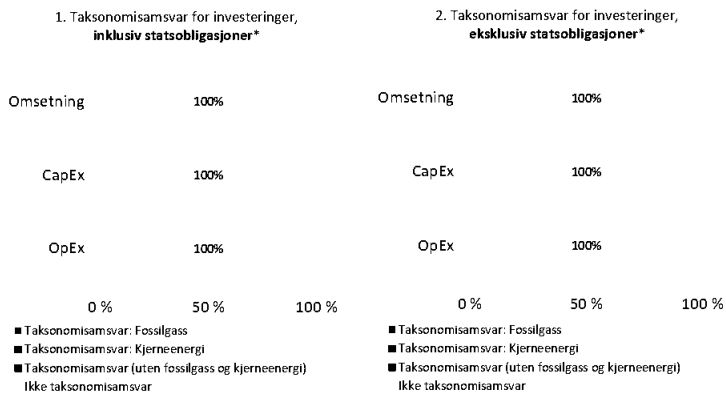 1. Taksonomisamsvar for investeringer,
inklusiv statsobligasjoner*
Omsetning
100%
CapEx
100%
OpEx
100%
0 %
50 %
100 %
Taksonomisamsvar: Fossilgass
Taksonomisamsvar: Kjerneenergi
Taksonomisamsvar (uten fossilgass og kjerneenergi)
Ikke taksonomisamsvar
2. Taksonomisamsvar for investeringer,
eksklusiv statsobligasjoner*
Omsetning
100%
CapEx
100%
OpEx
100%
0 %
50 %
100 %
Taksonomisamsvar: Fossilgass
Taksonomisamsvar: Kjerneenergi
Taksonomisamsvar (uten fossilgass og kjerneenergi)
Ikke taksonomisamsvar